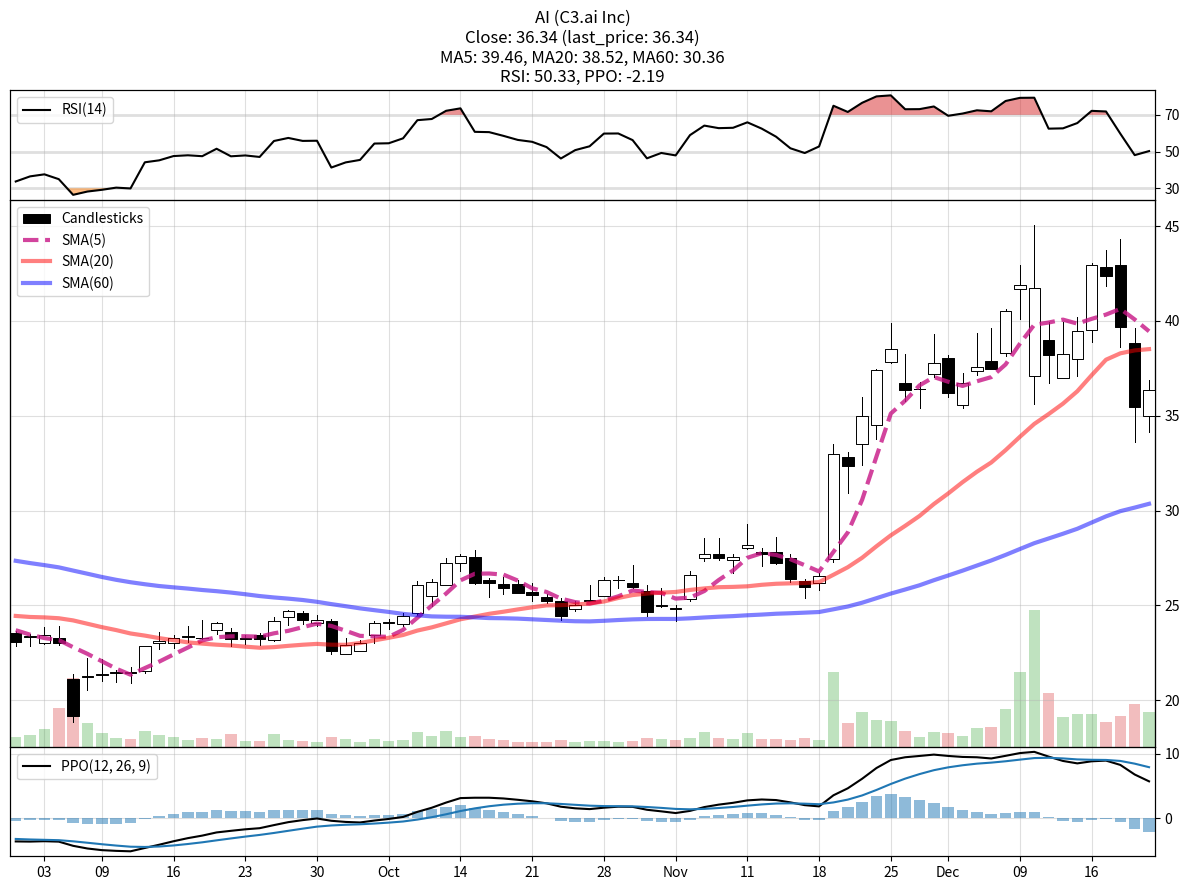 AI (C3.ai Inc)
Close: 36.34 (last_price: 36.34)
MA5: 39.46, MA20: 38.52, MA60: 30.36
RSI: 50.33, PPO: -2.19
RSI(14)
70
50
30
Candlesticks
SMA(5)
SMA(20)
SMA(60)
45
40
35
30
25
20
PPO(12, 26, 9)
10
0
03 09 16 23 30 Oct 14 21 28 Nov 11 18 25 Dec 09 16